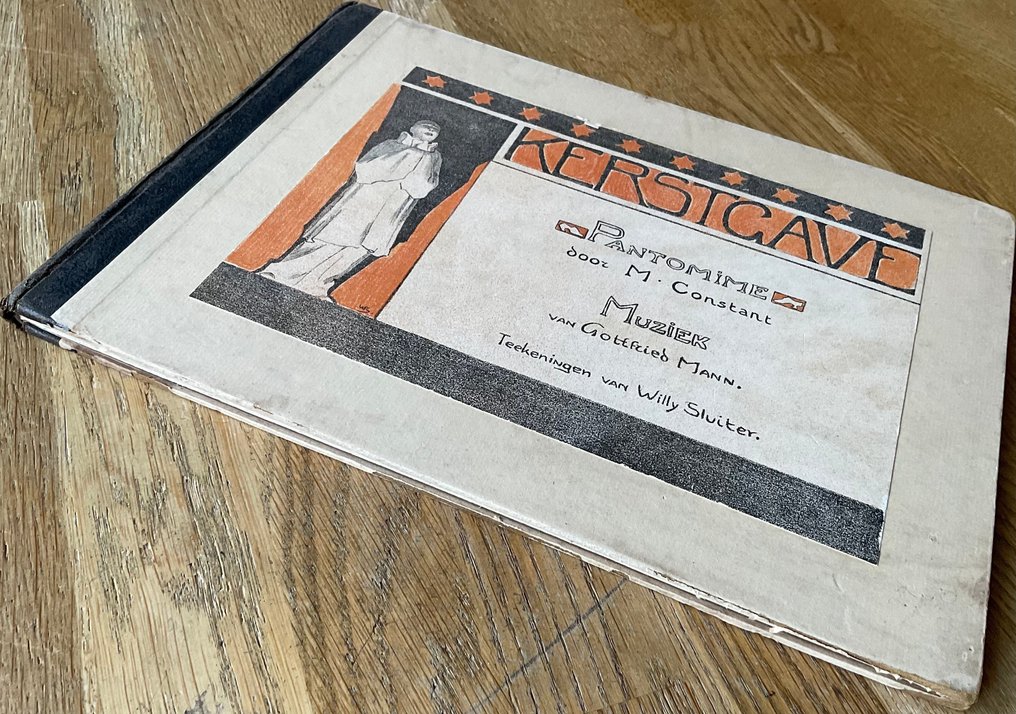 KERSTGAVE
PANTOMIME
door M. Constant
MUZIEK
VAN GOTTFRIED MANN.
Teekeningen VAN Willy Sluiter.